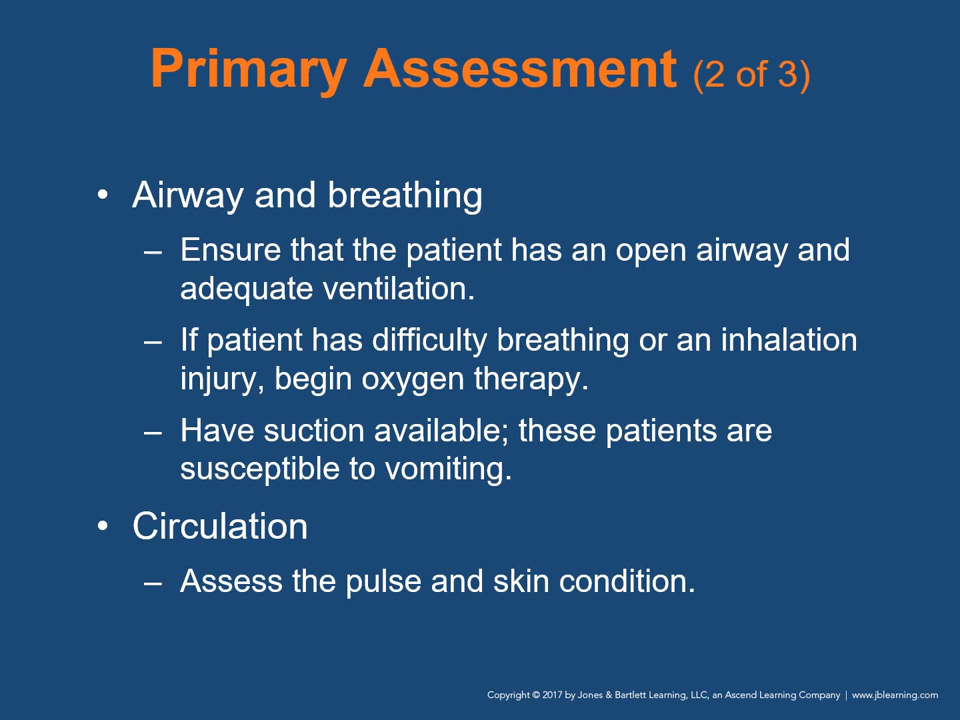 Primary Assessment (2 of 3)
• Airway and breathing
– Ensure that the patient has an open airway and
adequate ventilation.
– If patient has difficulty breathing or an inhalation
injury, begin oxygen therapy.
– Have suction available; these patients are
susceptible to vomiting.
• Circulation
– Assess the pulse and skin condition.
Copyright © 2017 by Jones & Bartlett Learning, LLC, an Ascend Learning Company | www.jblearning.com